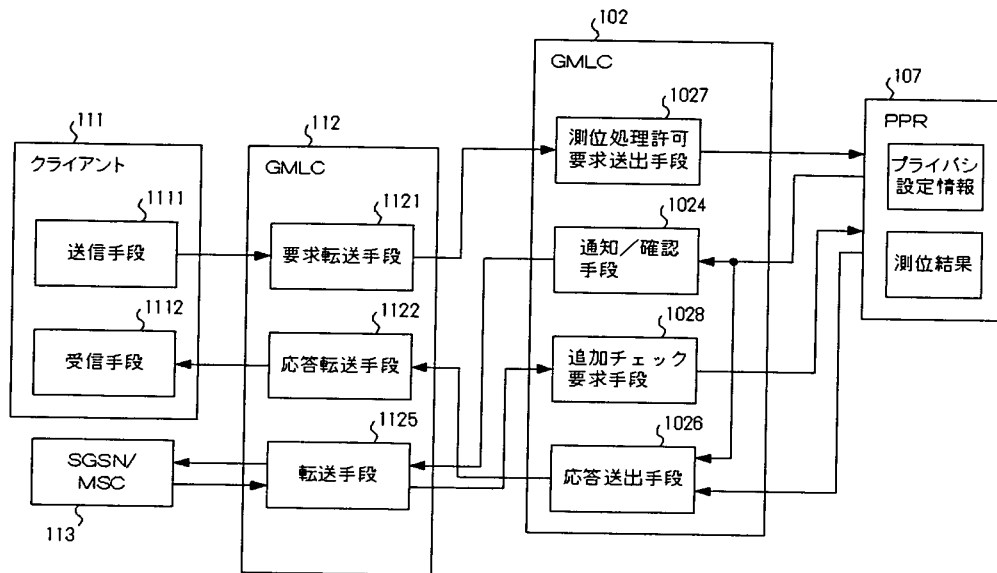 111
クライアント
1111
送信手段
1112
受信手段
SGSN/
MSC
113
112
GMLC
1121
要求転送手段
1122
応答転送手段
1125
転送手段
102
GMLC
1027
測位処理許可
要求送出手段
1024
通知/確認
手段
1028
追加チェック
要求手段
1026
応答送出手段
107
PPR
プライバシ
設定情報
測位結果